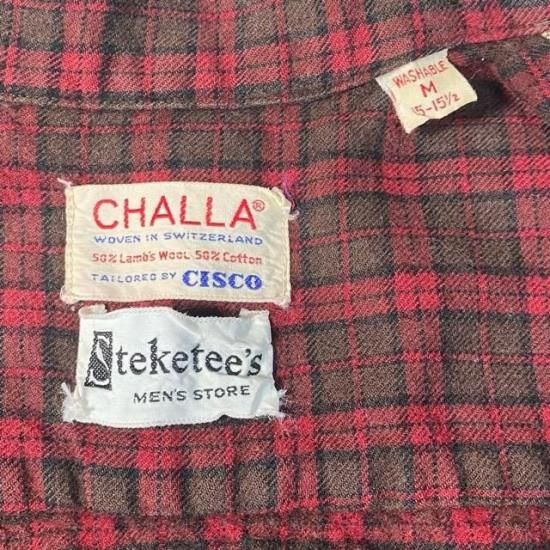 WASHABLE
M
15-15½
CHALLA®
WOVEN IN SWITZERLAND
50% Lamb's Wool 50% Cotton
TAILORED BY CISCO
Steketee's
MEN'S STORE